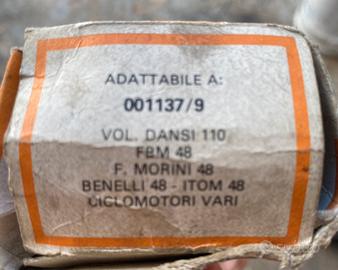 ADATTABILE A:
001137/9
VOL. DANSI 110
FBM 48
F. MORINI 48
BENELLI 48 - ITOM 48
CICLOMOTORI VARI